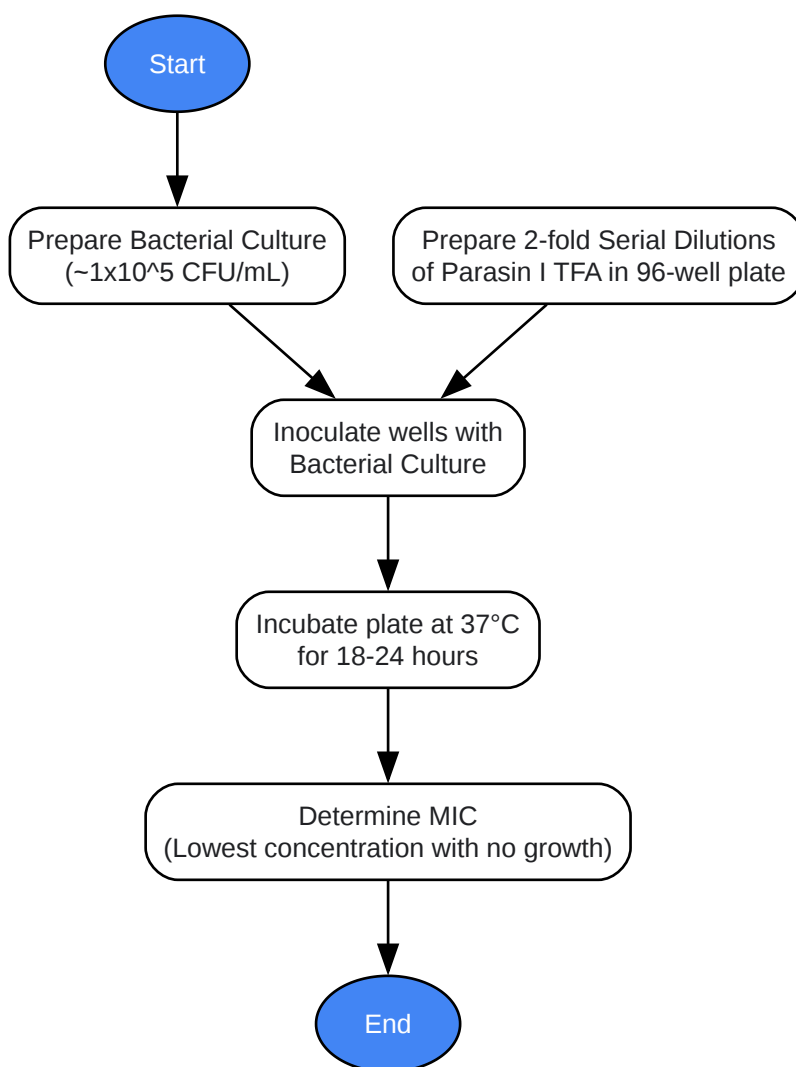 Start
Prepare Bacterial Culture
(~1x10^5 CFU/mL)
Prepare 2-fold Serial Dilutions
of Parasin I TFA in 96-well plate
Inoculate wells with
Bacterial Culture
Incubate plate at 37°C
for 18-24 hours
Determine MIC
(Lowest concentration with no growth)
End